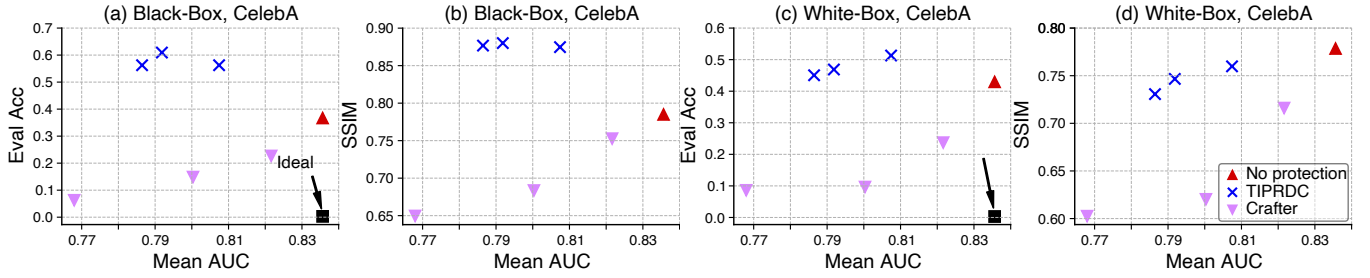 (a) Black-Box, CelebA
Eval Acc
0.7
0.6
0.5
0.4
0.3
0.2
0.1
0.0
Ideal
0.77 0.79 0.81 0.83
Mean AUC
(b) Black-Box, CelebA
SSIM
0.90
0.85
0.80
0.75
0.70
0.65
0.77 0.79 0.81 0.83
Mean AUC
(c) White-Box, CelebA
Eval Acc
0.6
0.5
0.4
0.3
0.2
0.1
0.0
0.77 0.79 0.81 0.83
Mean AUC
(d) White-Box, CelebA
SSIM
0.80
0.75
0.70
0.65
0.60
No protection
TIPRDC
Crafter
0.77 0.79 0.81 0.83
Mean AUC